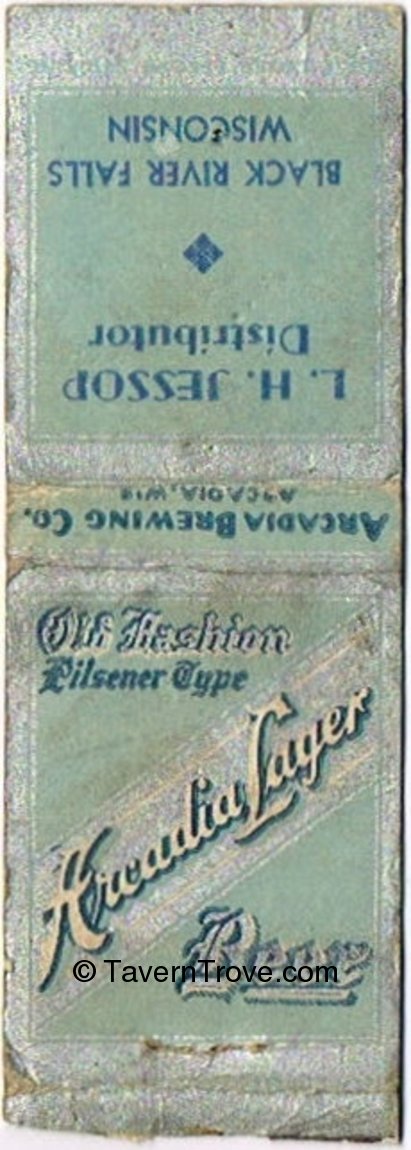 L. H. JESSOP
Distributor
BLACK RIVER FALLS
WISCONSIN
ARCADIA BREWING CO.
ARCADIA, WIS
Old Fashion
Pilsener Type
Arcadia Lager
Beer
© TavernTrove.com